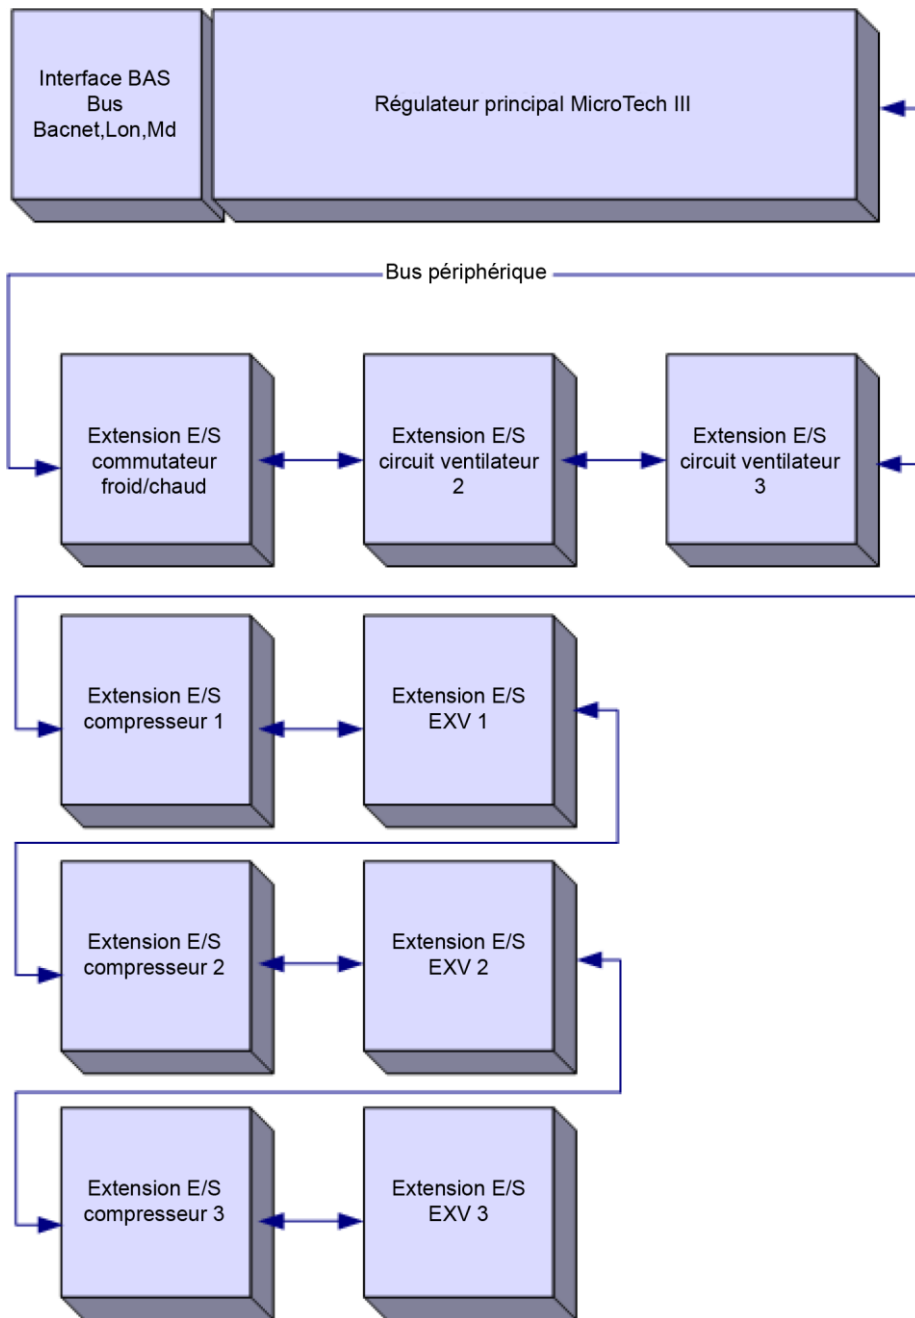 Interface BAS
Bus
Bacnet,Lon,Md
Régulateur principal MicroTech III
Bus périphérique
Extension E/S
commutateur
froid/chaud
Extension E/S
circuit ventilateur
2
Extension E/S
circuit ventilateur
3
Extension E/S
compresseur 1
Extension E/S
EXV 1
Extension E/S
compresseur 2
Extension E/S
EXV 2
Extension E/S
compresseur 3
Extension E/S
EXV 3